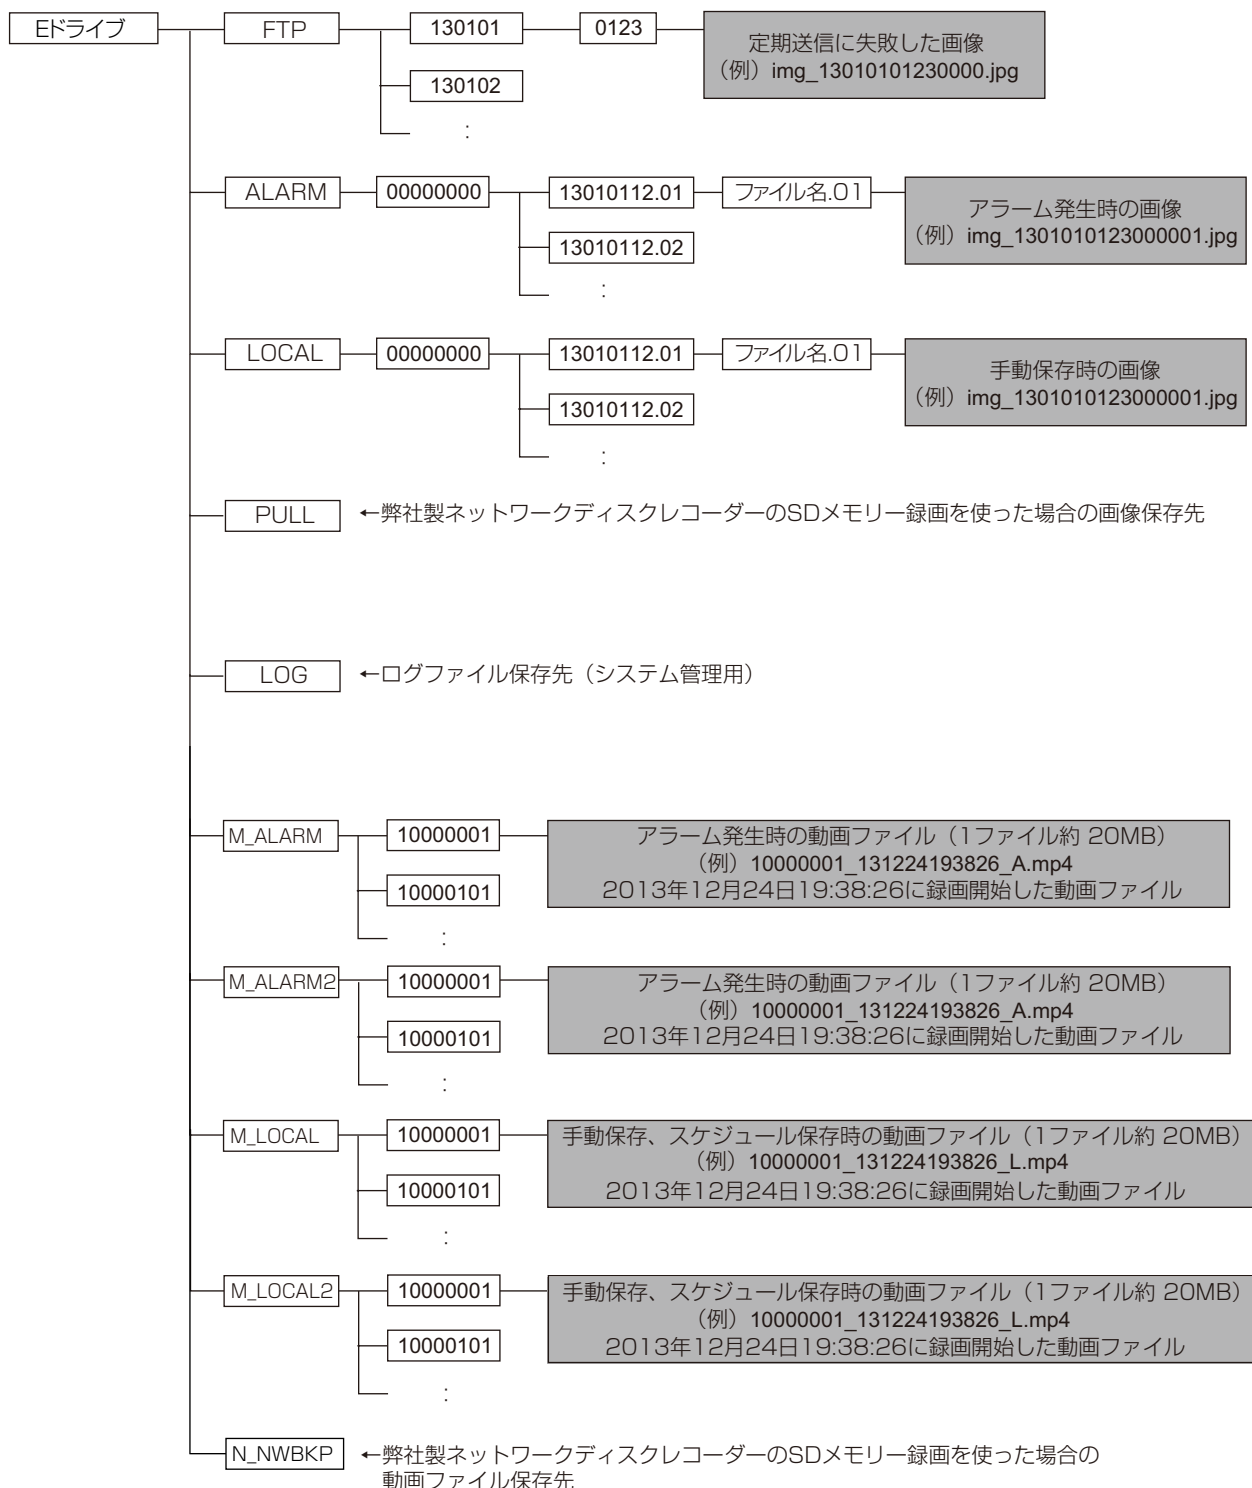 Eドライブ
FTP
130101
0123
定期送信に失敗した画像
（例）img_13010101230000.jpg
130102
：
ALARM
00000000
13010112.01
ファイル名.01
アラーム発生時の画像
（例）img_1301010123000001.jpg
13010112.02
：
LOCAL
00000000
13010112.01
ファイル名.01
手動保存時の画像
（例）img_1301010123000001.jpg
13010112.02
：
PULL
←弊社製ネットワークディスクレコーダーのSDメモリー録画を使った場合の画像保存先
LOG
←ログファイル保存先（システム管理用）
M_ALARM
10000001
アラーム発生時の動画ファイル（1ファイル約 20MB）
（例）10000001_131224193826_A.mp4
2013年12月24日19:38:26に録画開始した動画ファイル
10000101
：
M_ALARM2
10000001
アラーム発生時の動画ファイル（1ファイル約 20MB）
（例）10000001_131224193826_A.mp4
2013年12月24日19:38:26に録画開始した動画ファイル
10000101
：
M_LOCAL
10000001
手動保存、スケジュール保存時の動画ファイル（1ファイル約 20MB）
（例）10000001_131224193826_L.mp4
2013年12月24日19:38:26に録画開始した動画ファイル
10000101
：
M_LOCAL2
10000001
手動保存、スケジュール保存時の動画ファイル（1ファイル約 20MB）
（例）10000001_131224193826_L.mp4
2013年12月24日19:38:26に録画開始した動画ファイル
10000101
：
N_NWBKP
←弊社製ネットワークディスクレコーダーのSDメモリー録画を使った場合の
動画ファイル保存先